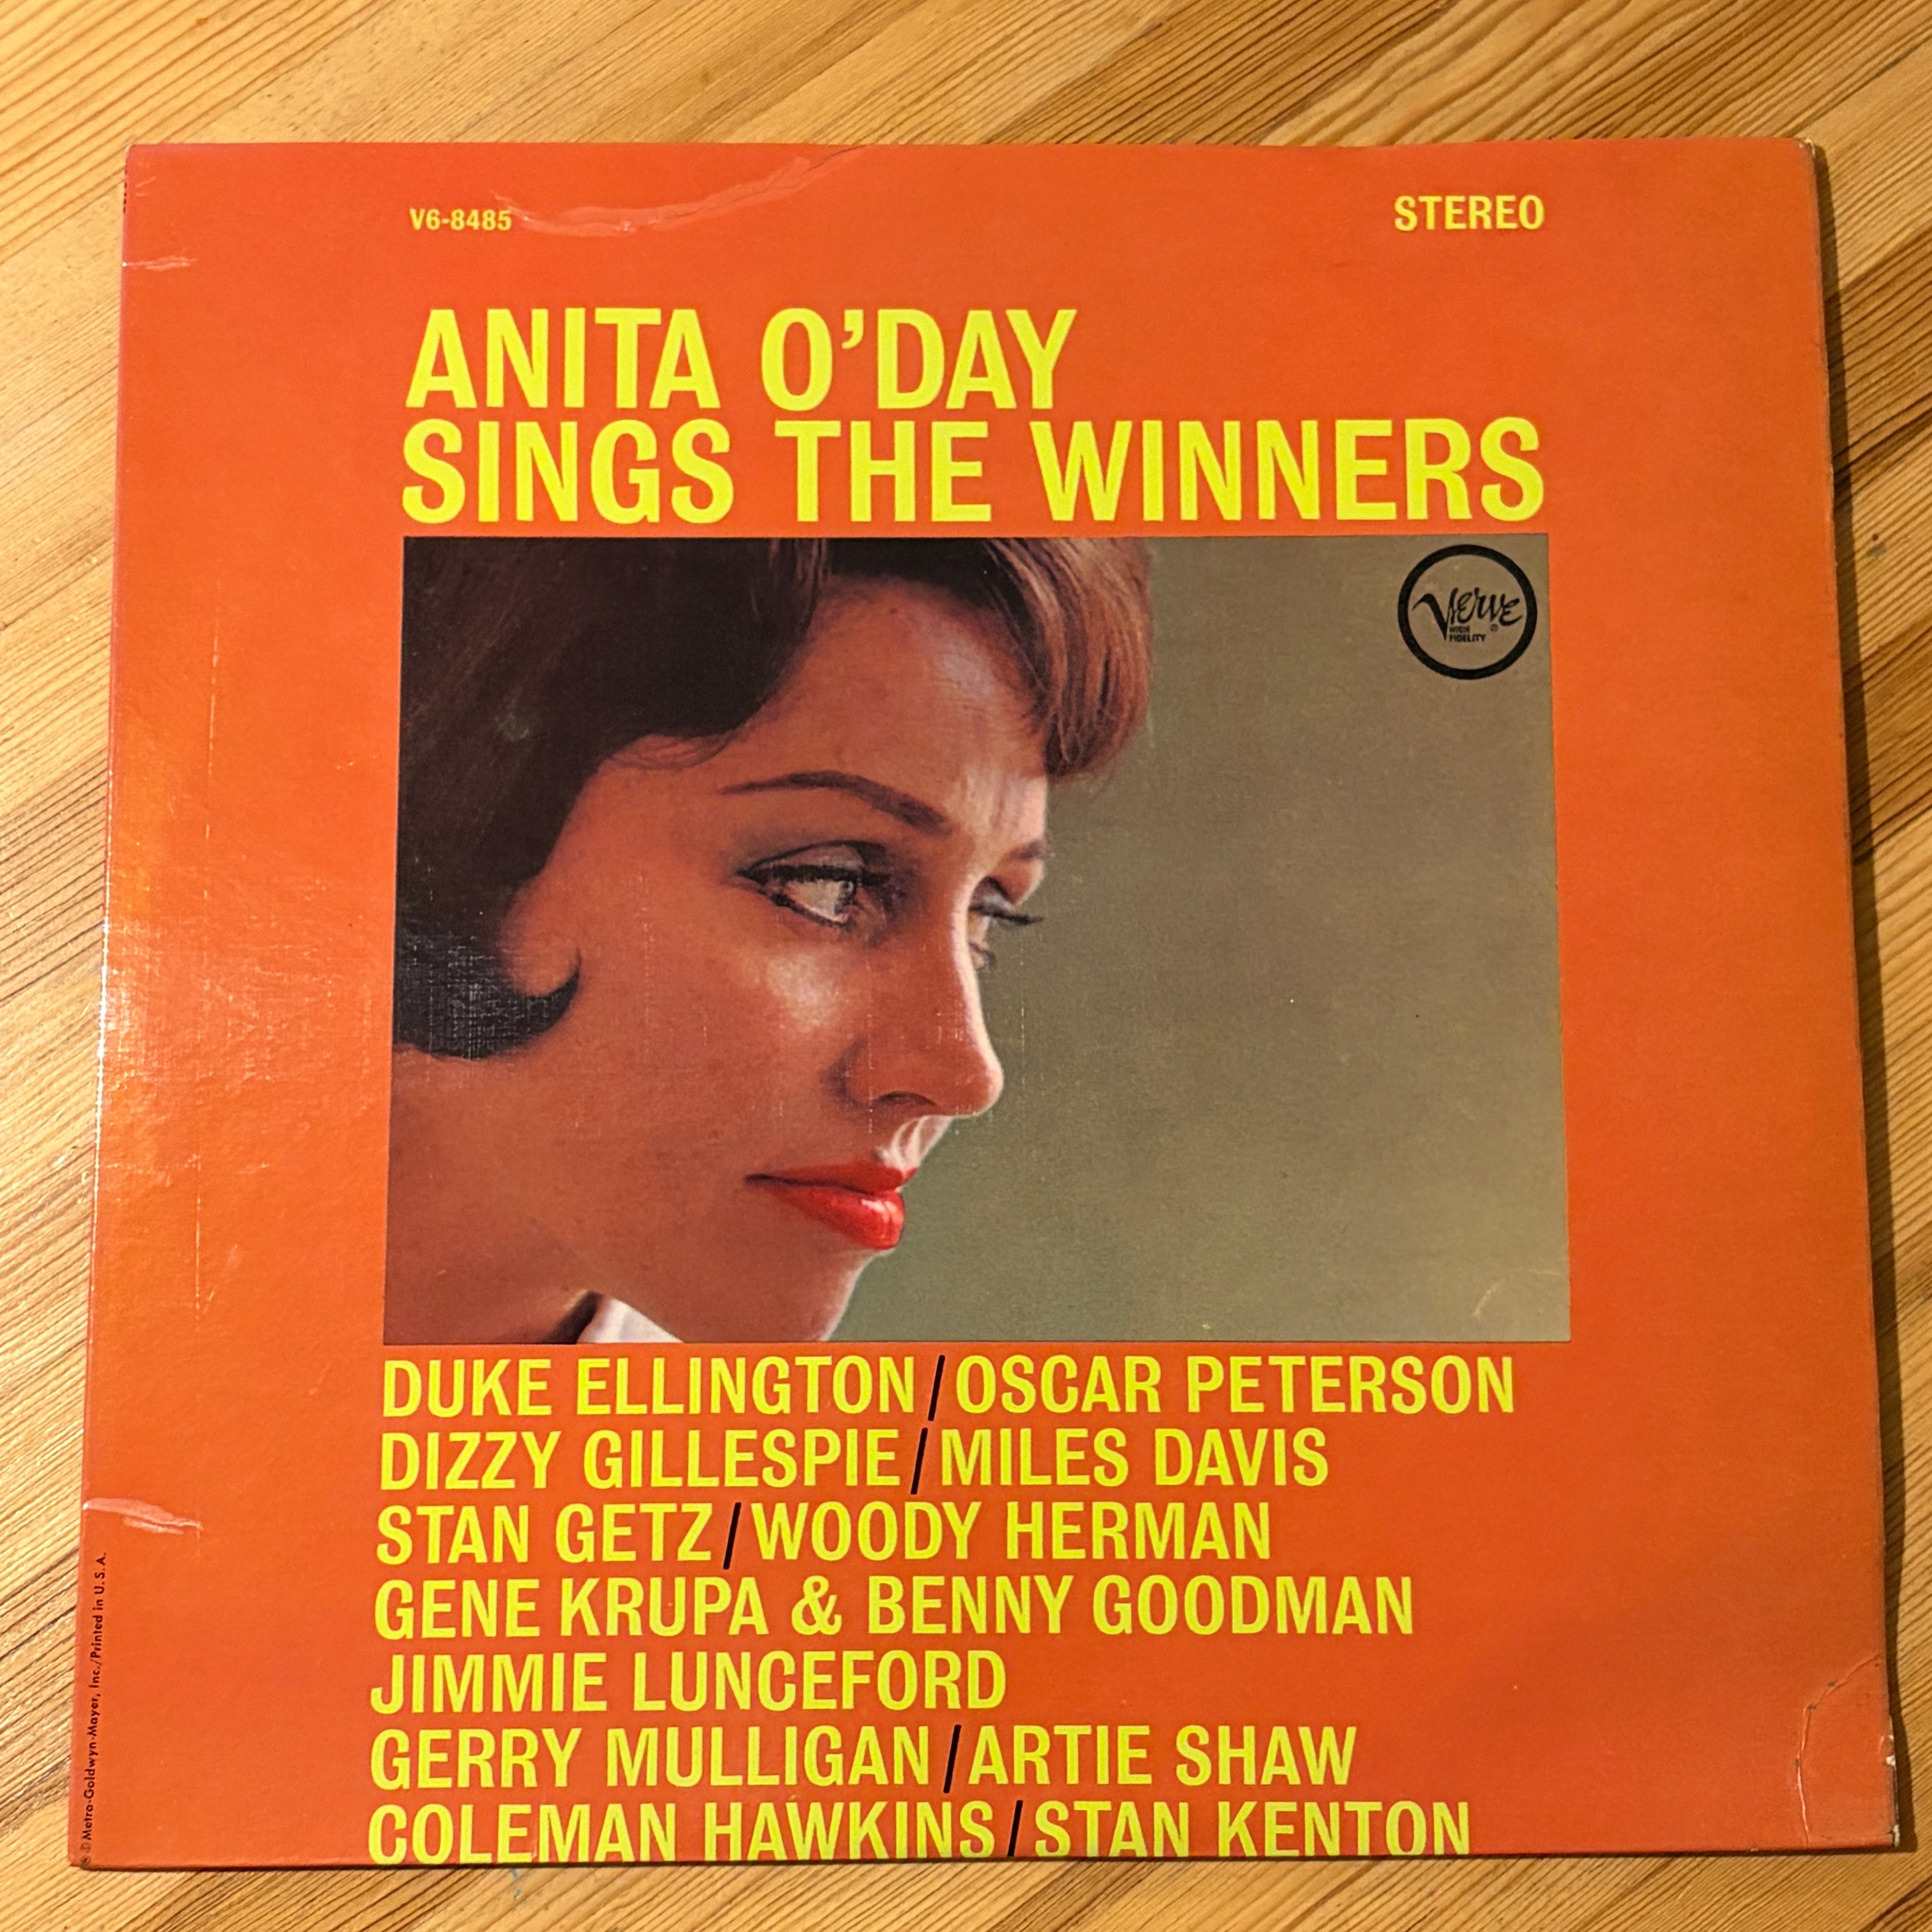 V6-8485
STEREO
ANITA O’DAY
SINGS THE WINNERS
Verve
HIGH
FIDELITY ®
DUKE ELLINGTON/OSCAR PETERSON
DIZZY GILLESPIE/MILES DAVIS
STAN GETZ/WOODY HERMAN
GENE KRUPA & BENNY GOODMAN
JIMMIE LUNCEFORD
GERRY MULLIGAN/ARTIE SHAW
COLEMAN HAWKINS/STAN KENTON
Metro-Goldwyn-Mayer, Inc./Printed in U.S.A.